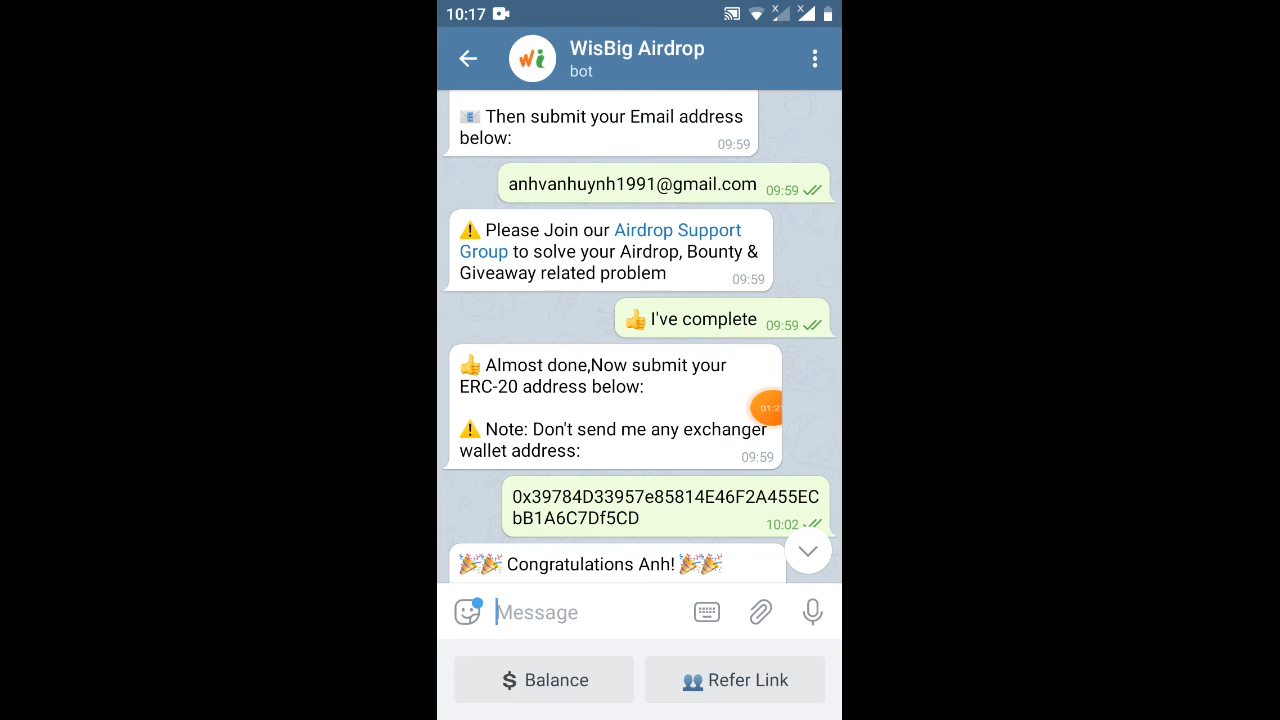 10:17
WisBig Airdrop
wi
bot
📧 Then submit your Email address
below:
09:59
anhvanhuynh1991@gmail.com 09:59
⚠️ Please Join our Airdrop Support
Group to solve your Airdrop, Bounty &
Giveaway related problem
09:59
👍 I've complete 09:59
👍 Almost done,Now submit your
ERC-20 address below:
⚠️ Note: Don't send me any exchanger
wallet address:
09:59
0x39784D33957e85814E46F2A455EC
bB1A6C7Df5CD
10:02
🎉🎉 Congratulations Anh! 🎉🎉
Message
$ Balance
👥 Refer Link